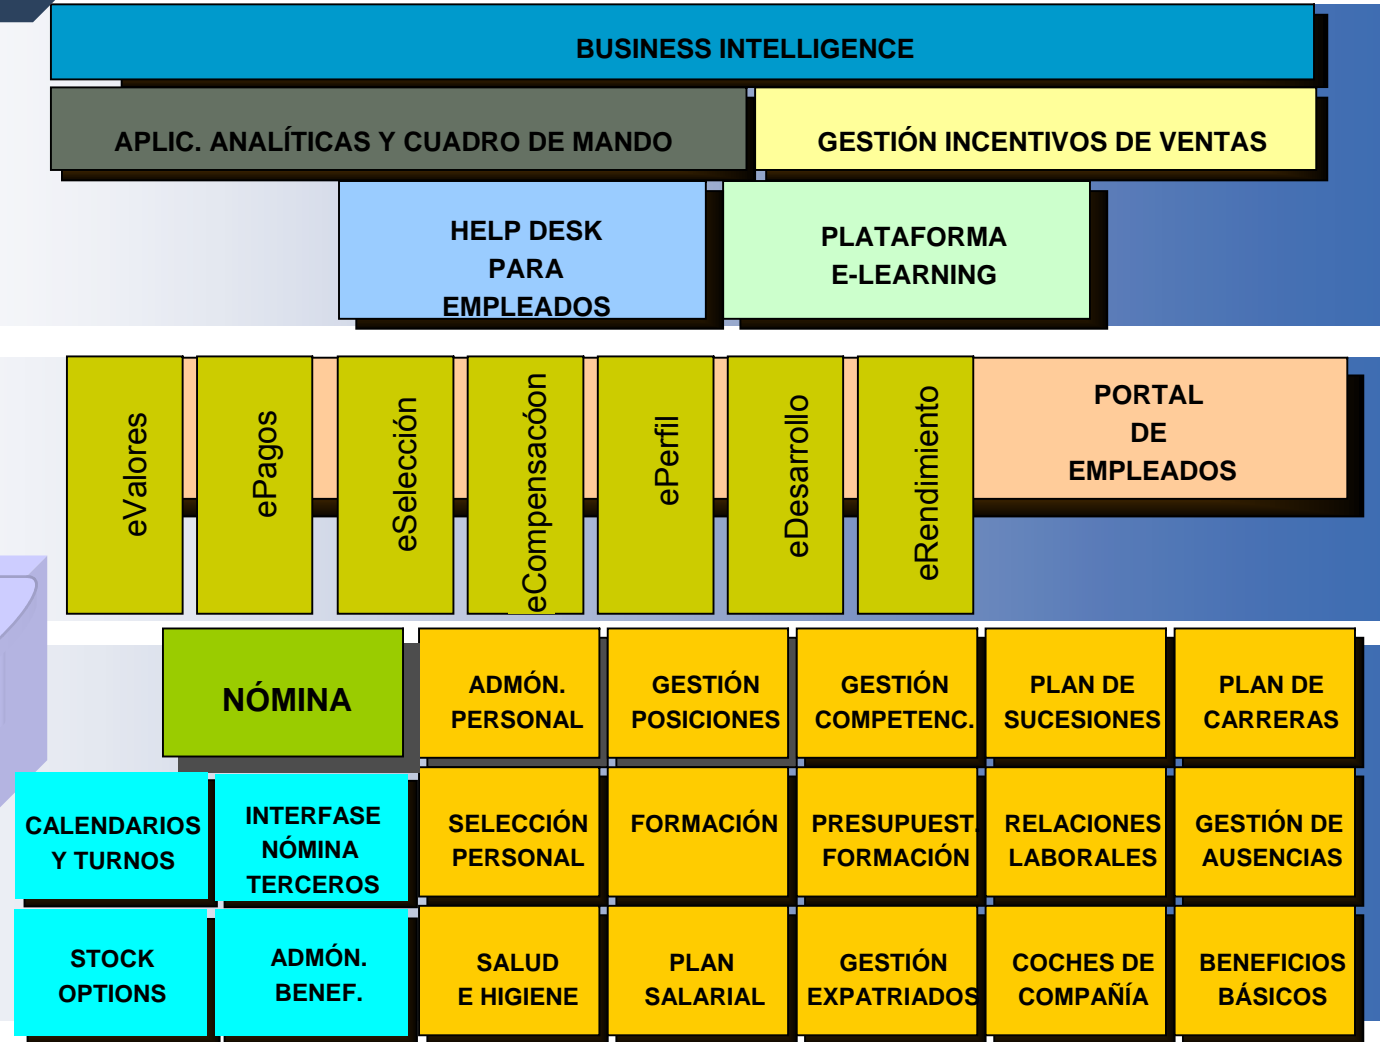 BUSINESS INTELLIGENCE
APLIC. ANALÍTICAS Y CUADRO DE MANDO
GESTIÓN INCENTIVOS DE VENTAS
HELP DESK
PARA
EMPLEADOS
PLATAFORMA
E-LEARNING
eValores
ePagos
eSelección
eCompensacóon
ePerfil
eDesarrollo
eRendimiento
PORTAL
DE
EMPLEADOS
NÓMINA
ADMÓN.
PERSONAL
GESTIÓN
POSICIONES
GESTIÓN
COMPETENC.
PLAN DE
SUCESIONES
PLAN DE
CARRERAS
CALENDARIOS
Y TURNOS
INTERFASE
NÓMINA
TERCEROS
SELECCIÓN
PERSONAL
FORMACIÓN
PRESUPUEST.
FORMACIÓN
RELACIONES
LABORALES
GESTIÓN DE
AUSENCIAS
STOCK
OPTIONS
ADMÓN.
BENEF.
SALUD
E HIGIENE
PLAN
SALARIAL
GESTIÓN
EXPATRIADOS
COCHES DE
COMPAÑÍA
BENEFICIOS
BÁSICOS